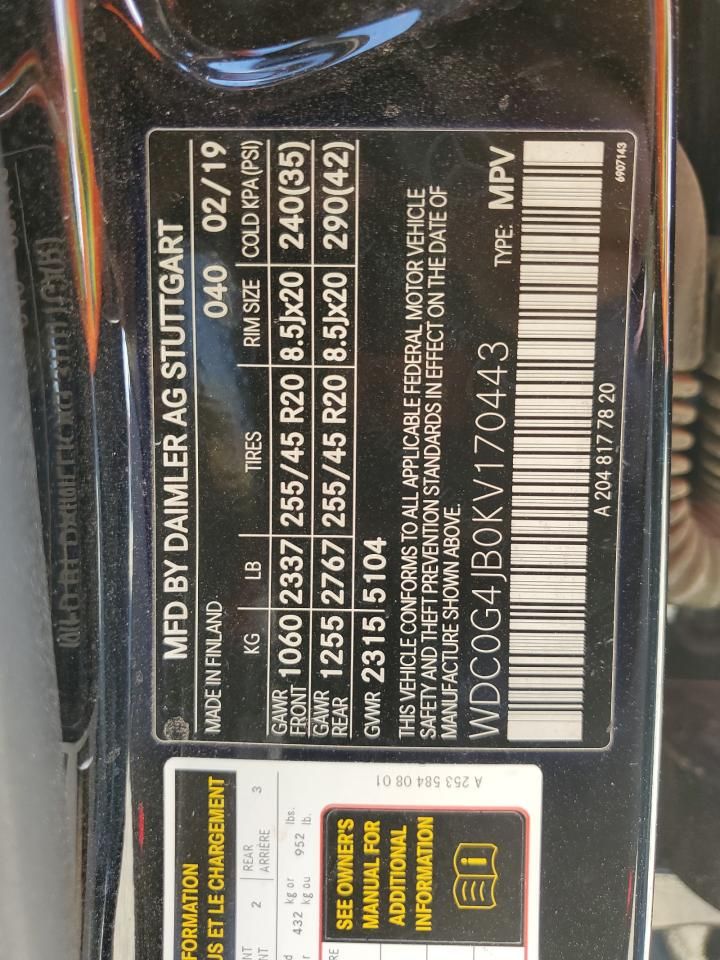 MFD BY DAIMLER AG STUTTGART
MADE IN FINLAND 040 02/19
KG LB TIRES RIM SIZE COLD KPA(PSI)
GAWR FRONT 1060 2337 255/45 R20 8.5Jx20 240(35)
GAWR REAR 1255 2767 255/45 R20 8.5Jx20 290(42)
GVWR 2315 5104
THIS VEHICLE CONFORMS TO ALL APPLICABLE FEDERAL MOTOR VEHICLE
SAFETY AND THEFT PREVENTION STANDARDS IN EFFECT ON THE DATE OF
MANUFACTURE SHOWN ABOVE.
WDC0G4JB0KV170443 TYPE: MPV
A 204 817 78 20
6907143
A 253 584 08 01
US ET LE CHARGEMENT
2 REAR ARRIÈRE 3
432 kg or 952 lbs.
kg ou lb.
SEE OWNER'S
MANUAL FOR
ADDITIONAL
INFORMATION